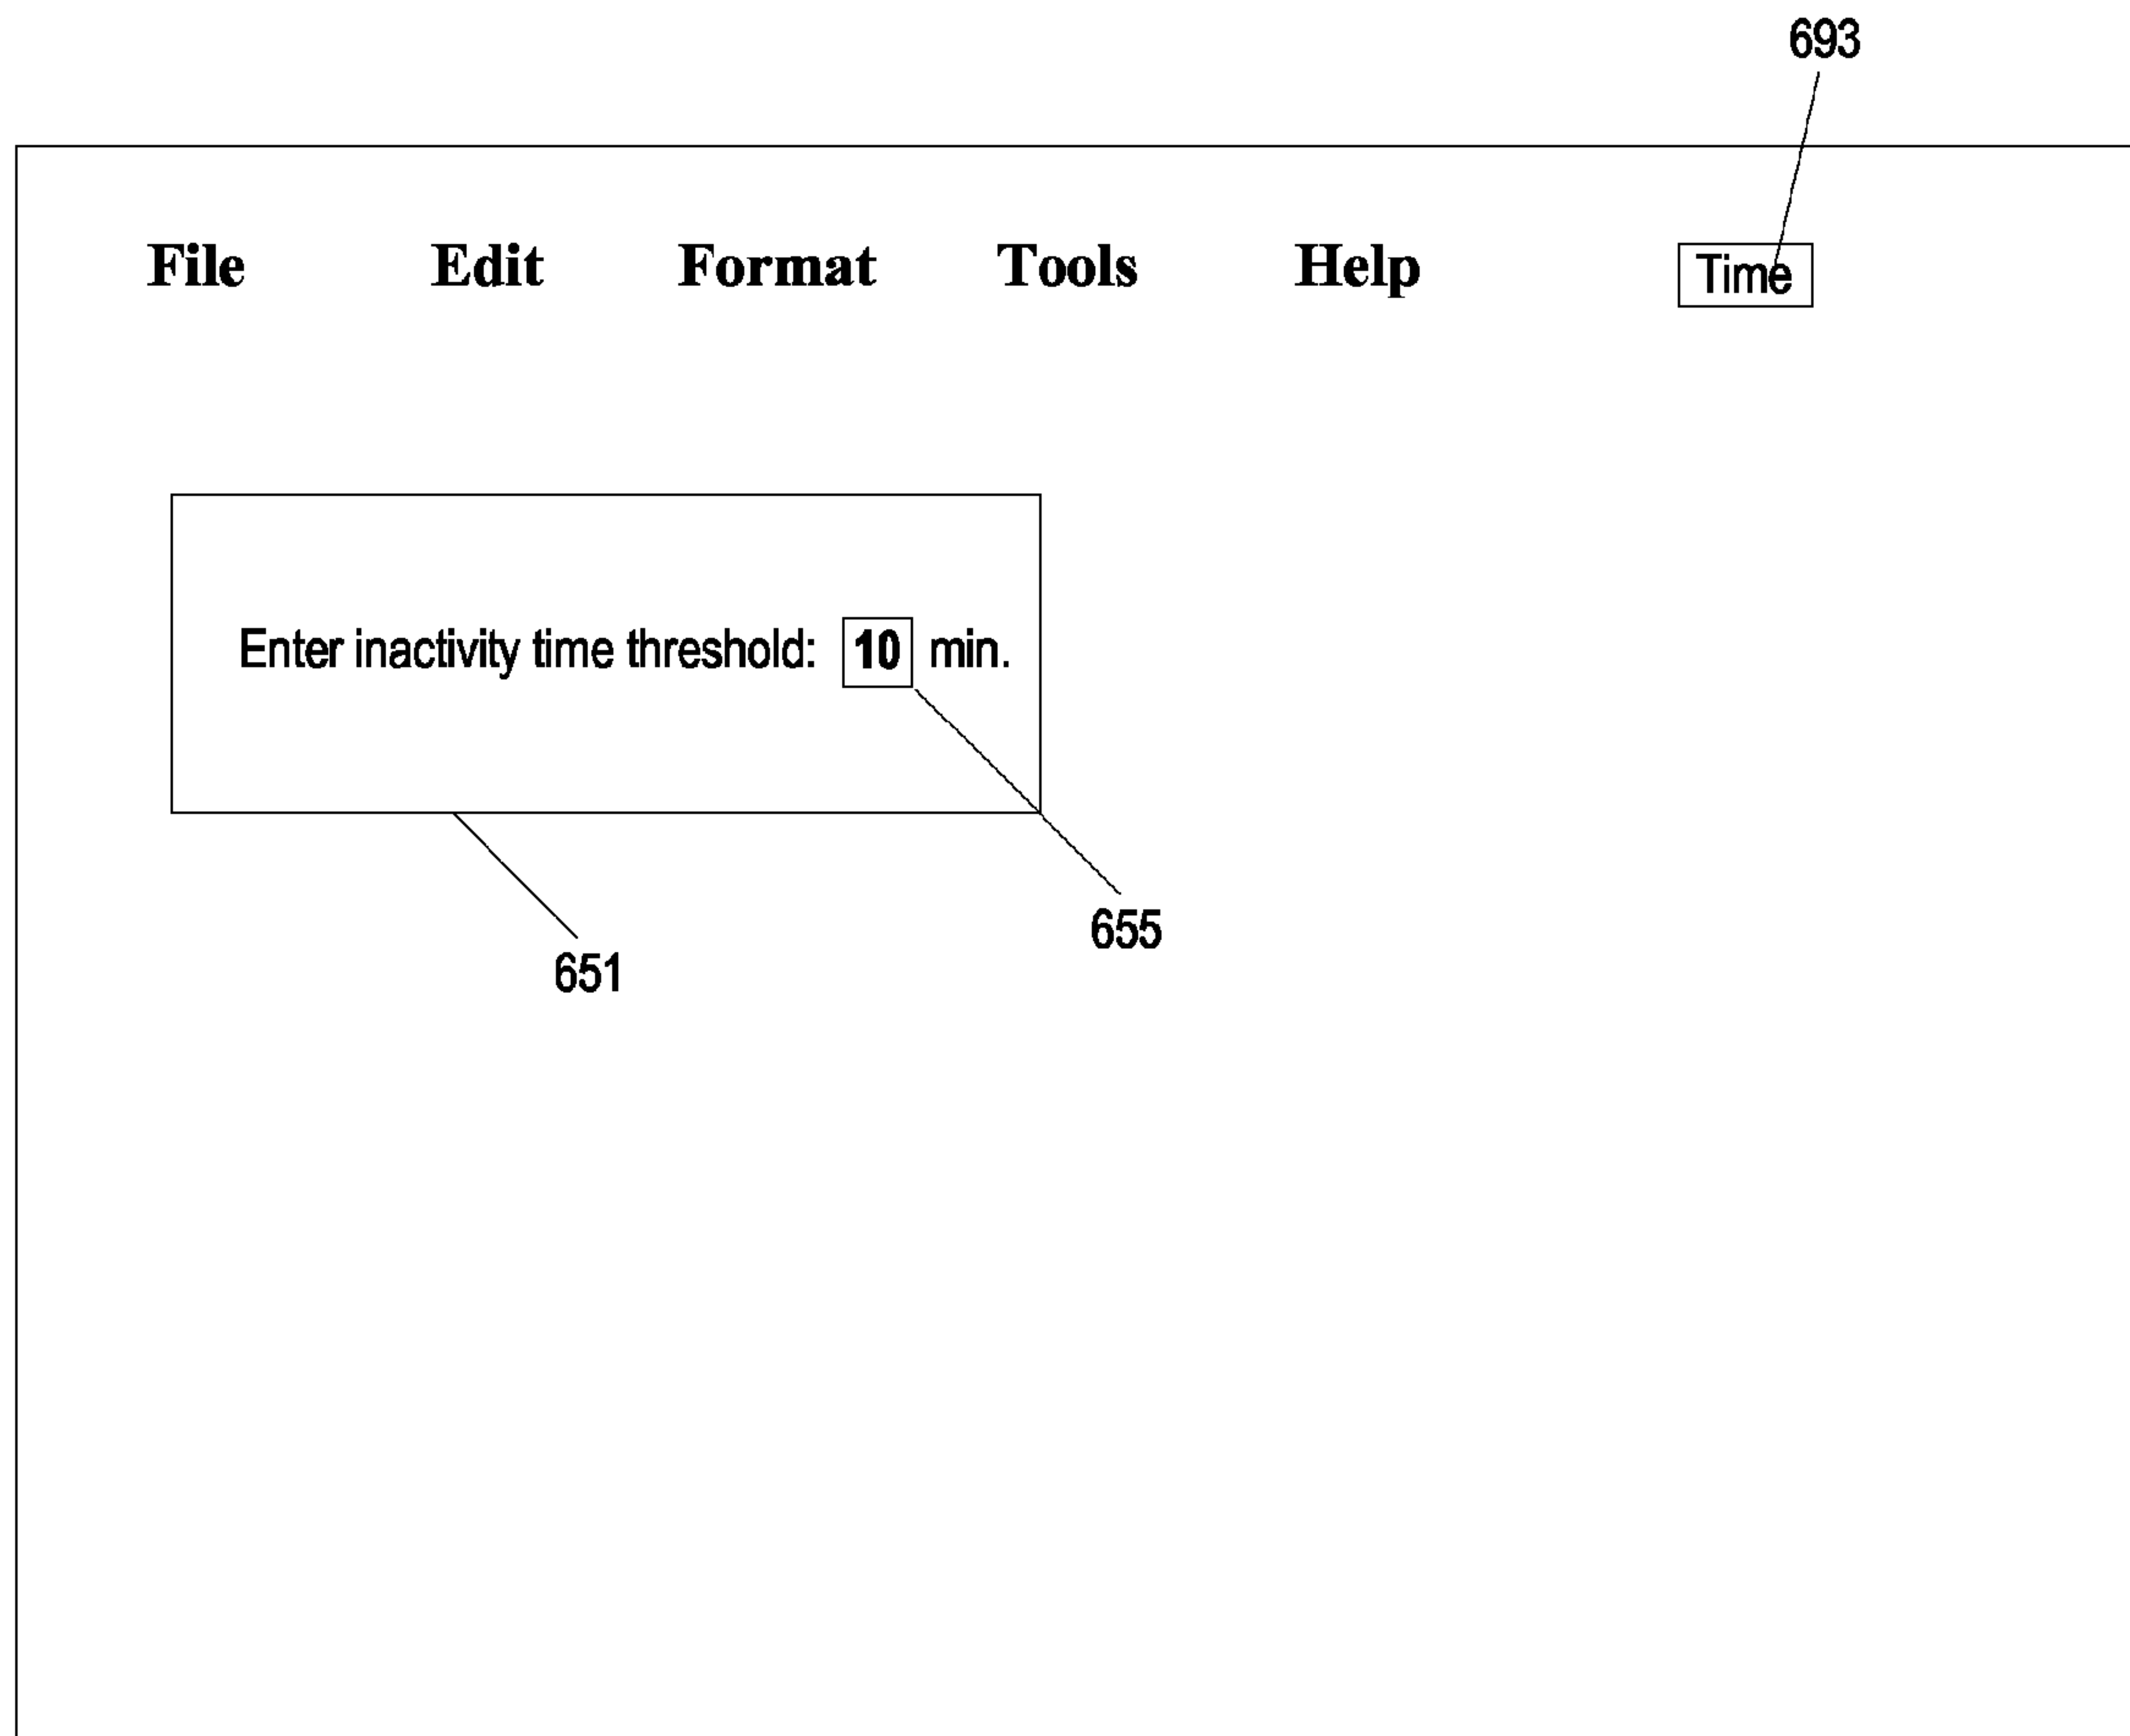 693
File Edit Format Tools Help Time
Enter inactivity time threshold: 10 min.
655
651